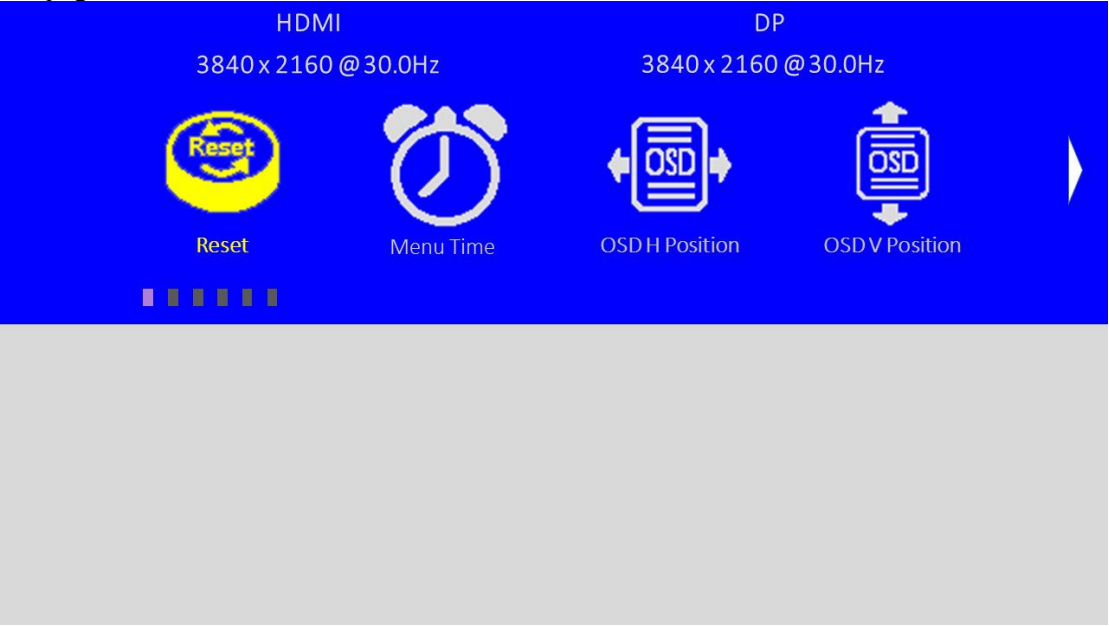 HDMI DP
3840 x 2160 @ 30.0Hz 3840 x 2160 @ 30.0Hz
Reset OSD OSD
Reset Menu Time OSD H Position OSD V Position